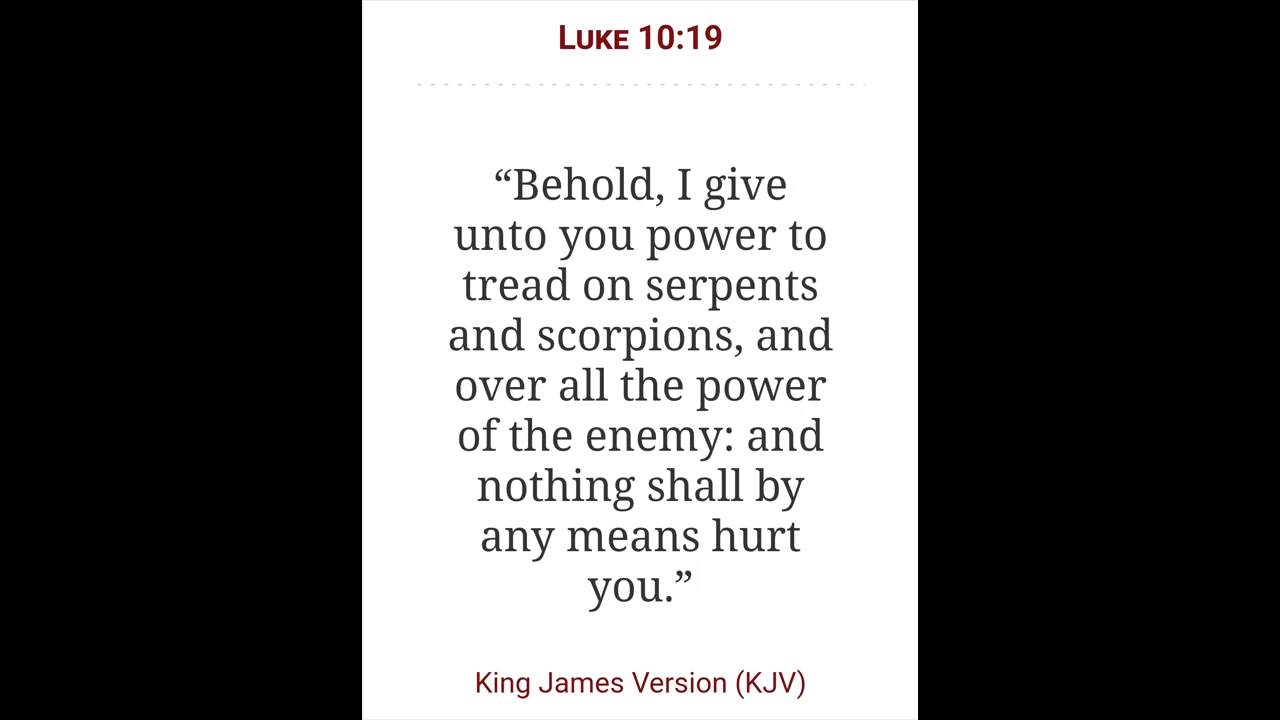 Luke 10:19
“Behold, I give
unto you power to
tread on serpents
and scorpions, and
over all the power
of the enemy: and
nothing shall by
any means hurt
you.”
King James Version (KJV)